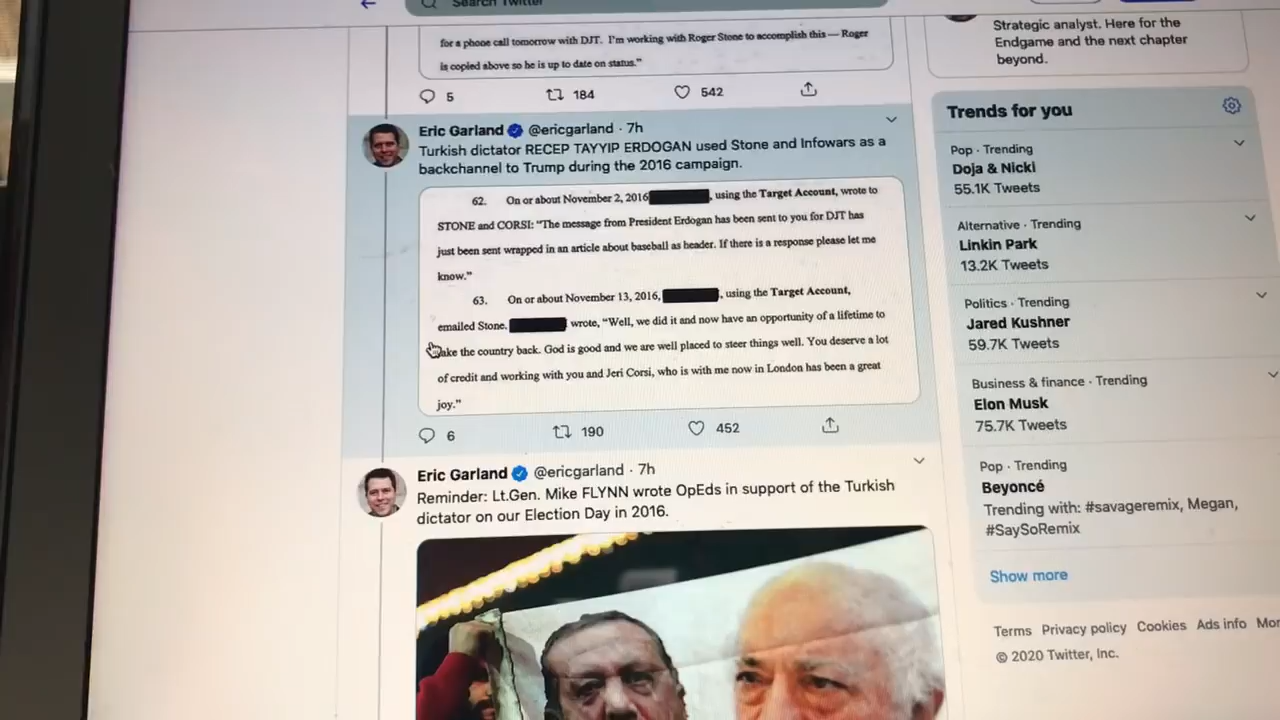 Search Twitter
for a phone call tomorrow with DJT. I'm working with Roger Stone to accomplish this — Roger
is copied above so he is up to date on status."
5 184 542
Eric Garland @ericgarland · 7h
Turkish dictator RECEP TAYYIP ERDOGAN used Stone and Infowars as a
backchannel to Trump during the 2016 campaign.
62. On or about November 2, 2016 , using the Target Account, wrote to
STONE and CORSI: "The message from President Erdogan has been sent to you for DJT has
just been sent wrapped in an article about baseball as header. If there is a response please let me
know."
63. On or about November 13, 2016, , using the Target Account,
emailed Stone, wrote, "Well, we did it and now have an opportunity of a lifetime to
ake the country back. God is good and we are well placed to steer things well. You deserve a lot
of credit and working with you and Jeri Corsi, who is with me now in London has been a great
joy."
6 190 452
Eric Garland @ericgarland · 7h
Reminder: Lt.Gen. Mike FLYNN wrote OpEds in support of the Turkish
dictator on our Election Day in 2016.
Strategic analyst. Here for the
Endgame and the next chapter
beyond.
Trends for you
Pop · Trending
Doja & Nicki
55.1K Tweets
Alternative · Trending
Linkin Park
13.2K Tweets
Politics · Trending
Jared Kushner
59.7K Tweets
Business & finance · Trending
Elon Musk
75.7K Tweets
Pop · Trending
Beyoncé
Trending with: #savageremix, Megan,
#SaySoRemix
Show more
Terms Privacy policy Cookies Ads info Mor
© 2020 Twitter, Inc.